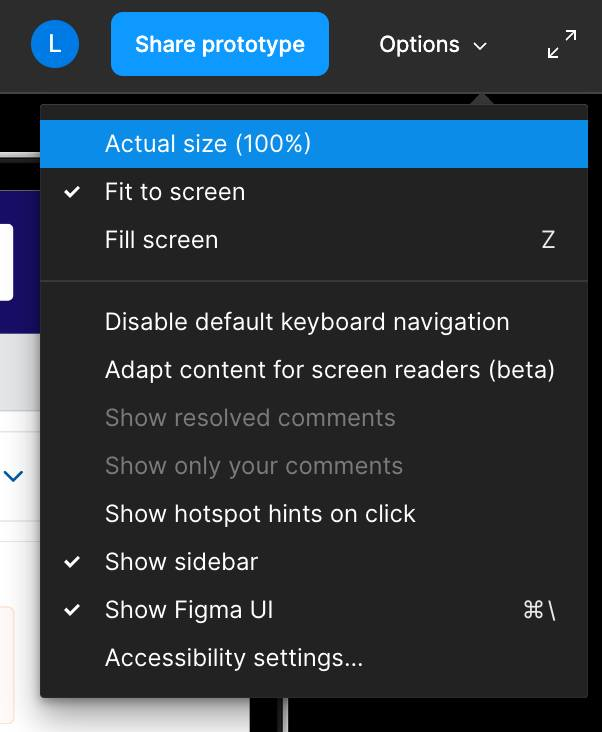 L
Share prototype
Options
Actual size (100%)
Fit to screen
Fill screen Z
Disable default keyboard navigation
Adapt content for screen readers (beta)
Show resolved comments
Show only your comments
Show hotspot hints on click
Show sidebar
Show Figma UI ⌘\
Accessibility settings...